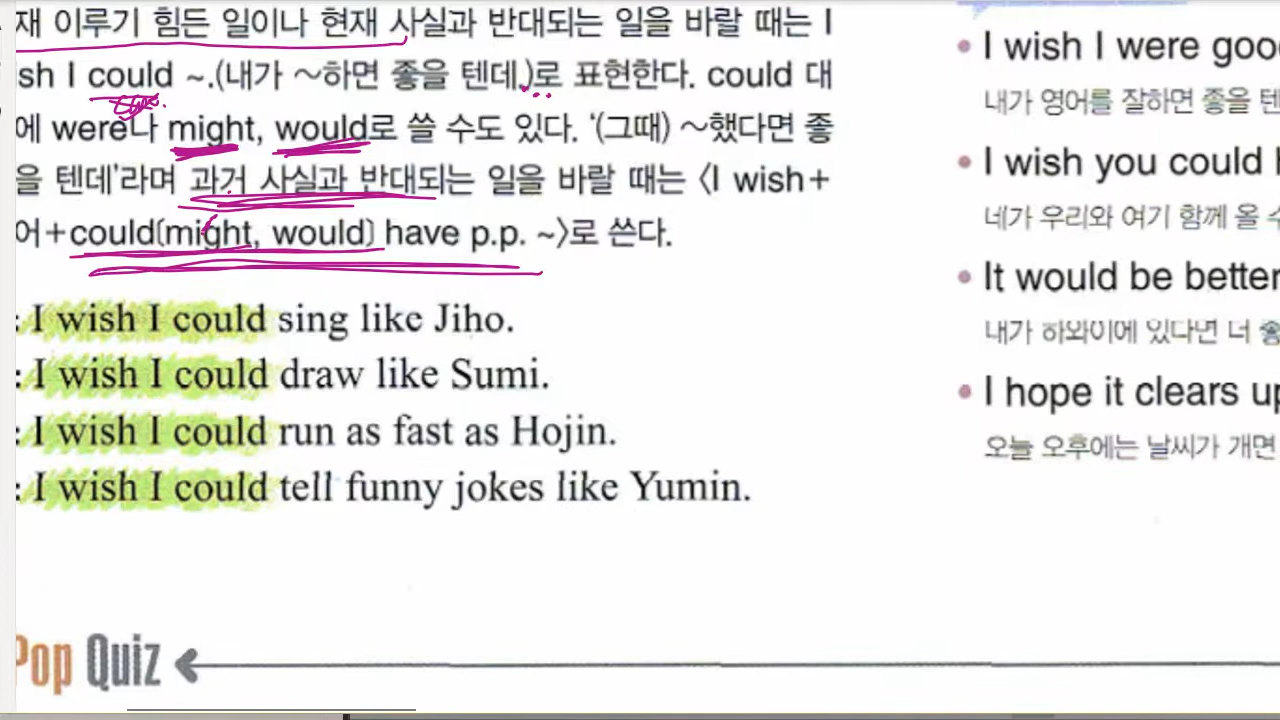 재 이루기 힘든 일이나 현재 사실과 반대되는 일을 바랄 때는 I
sh I could ~.(내가 ~하면 좋을 텐데.)로 표현한다. could 대
에 were나 might, would로 쓸 수도 있다. '(그때) ~했다면 좋
을 텐데'라며 과거 사실과 반대되는 일을 바랄 때는 〈I wish+
어+could(might, would) have p.p. ~〉로 쓴다.
: I wish I could sing like Jiho.
: I wish I could draw like Sumi.
: I wish I could run as fast as Hojin.
: I wish I could tell funny jokes like Yumin.
• I wish I were goo
내가 영어를 잘하면 좋을 텐
• I wish you could
네가 우리와 여기 함께 올 수
• It would be better
내가 하와이에 있다면 더 좋
• I hope it clears up
오늘 오후에는 날씨가 개면
Pop Quiz